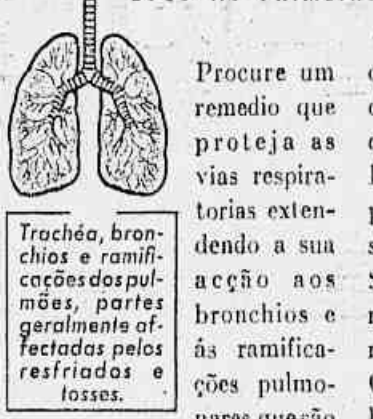 Trachéa, bron-
chios e ramifi-
cações dos pul-
mões, partes
geralmente af-
fectadas pelos
resfriados e
tosses.
Procure um
remedio que
proteja as
vias respira-
torias exten-
dendo a sua
acção aos
bronchios e
ás ramifica-
ções pulmo-